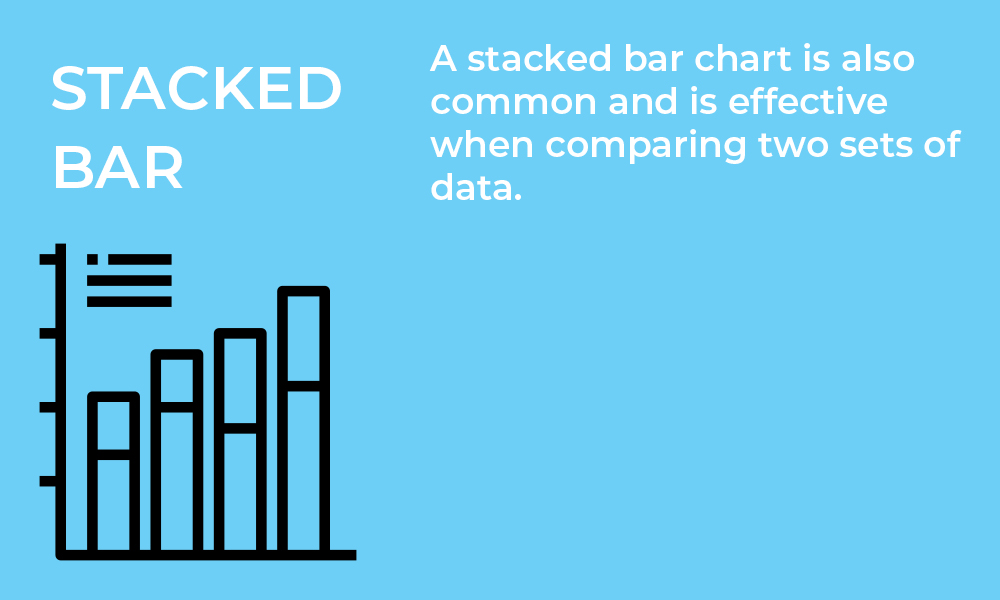 STACKED
BAR
A stacked bar chart is also
common and is effective
when comparing two sets of
data.